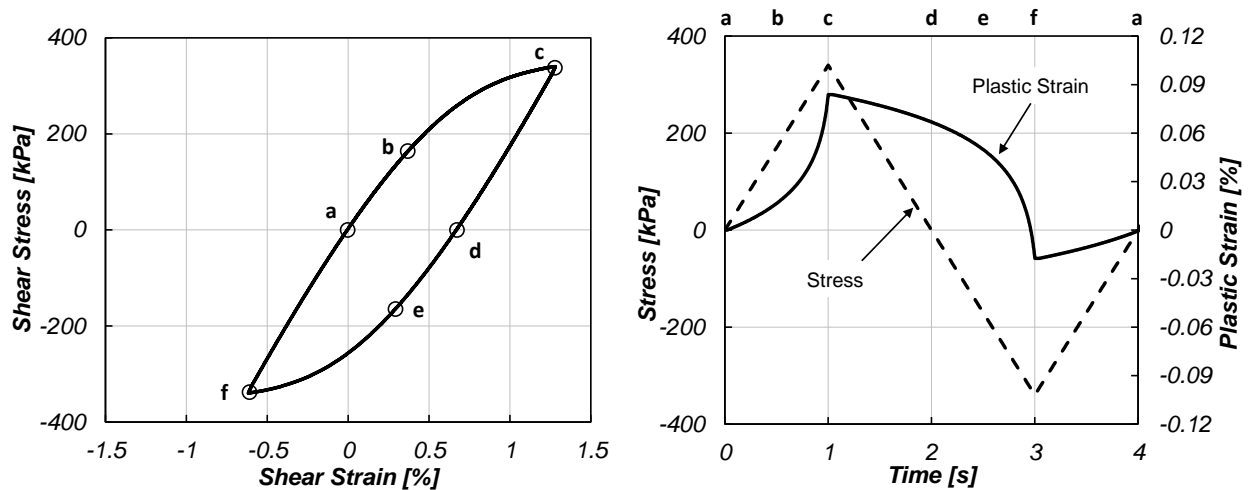 400
200
0
-200
-400
-1.5
-1
-0.5
0
0.5
1
1.5
Shear Stress [kPa]
Shear Strain [%]
a
b
c
d
e
f
a
b
c
d
e
f
a
400
200
0
-200
-400
0
1
2
3
4
0.12
0.09
0.06
0.03
0
-0.03
-0.06
-0.09
-0.12
Stress [kPa]
Time [s]
Plastic Strain [%]
Plastic Strain
Stress